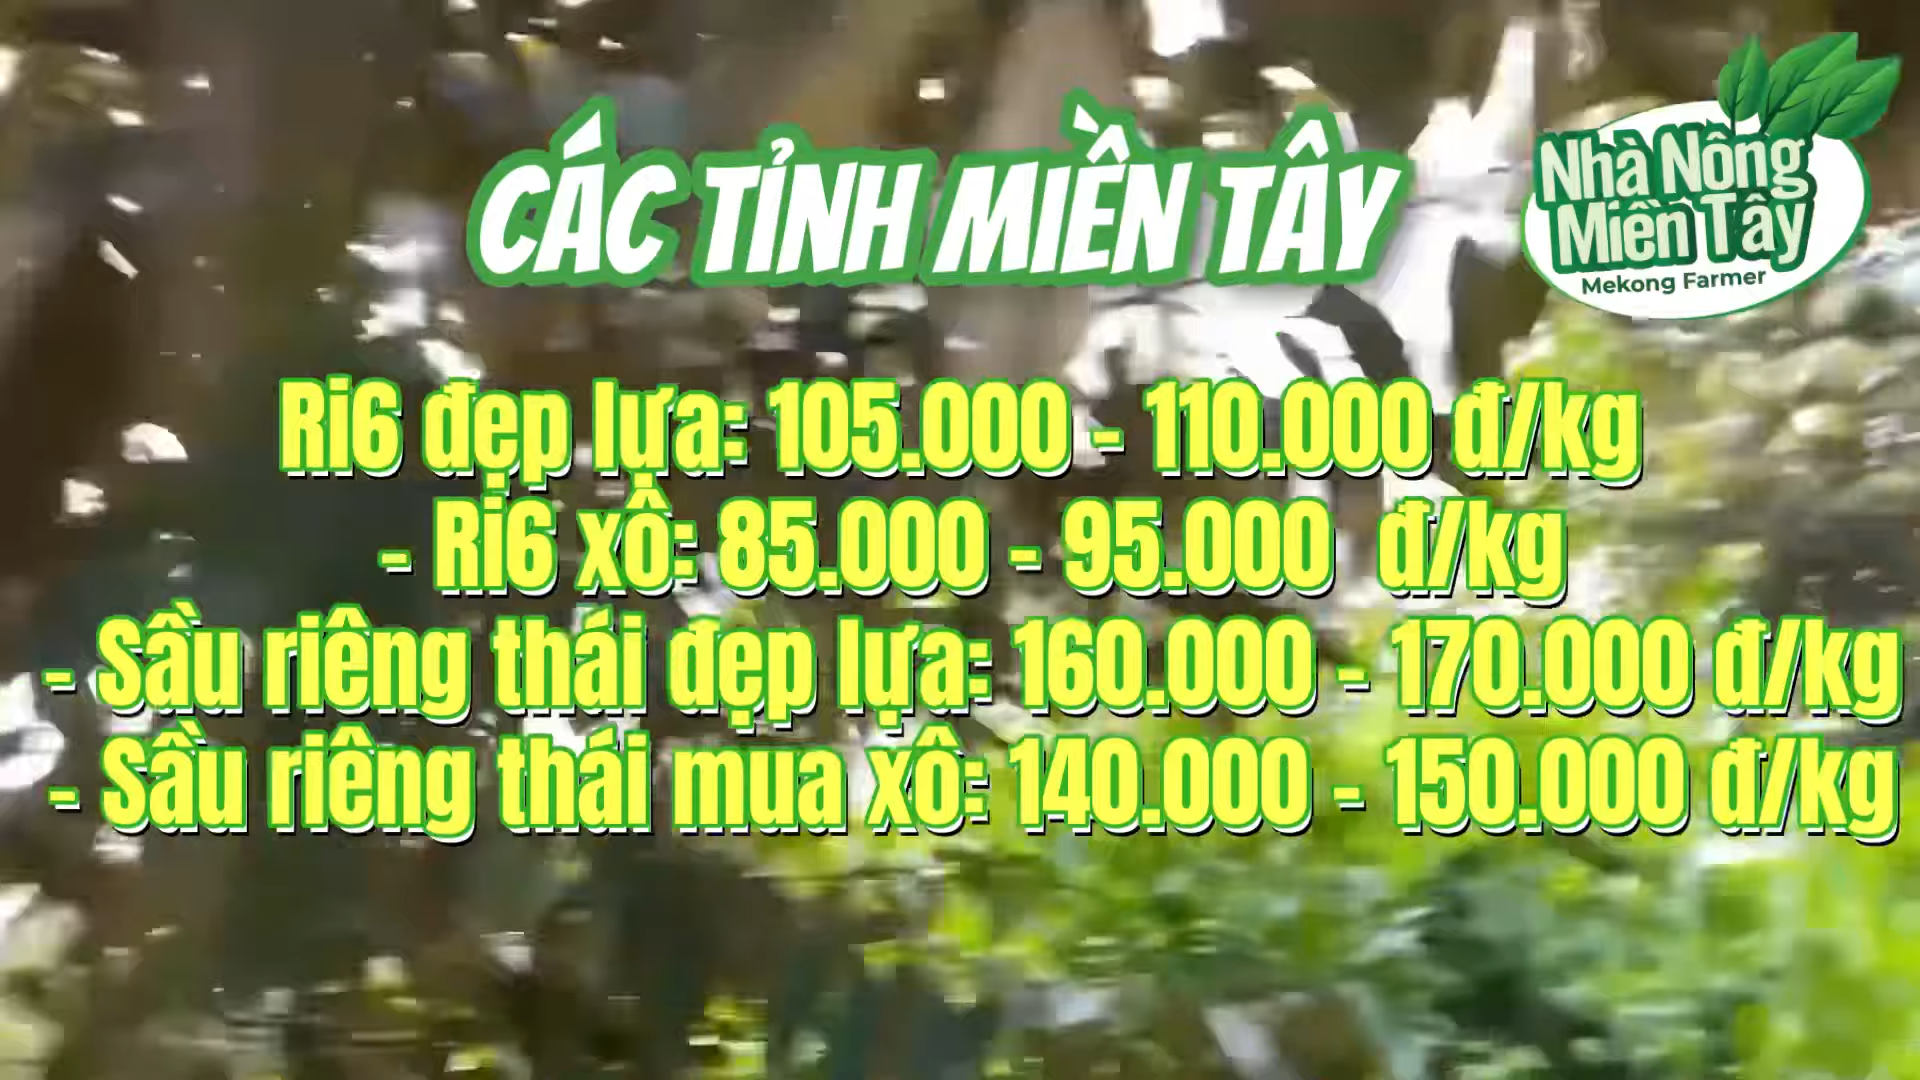 CÁC TỈNH MIỀN TÂY
Nhà Nông
Miền Tây
Mekong Farmer
Ri6 đẹp lựa: 105.000 - 110.000 đ/kg
- Ri6 xô: 85.000 - 95.000 đ/kg
- Sầu riêng thái đẹp lựa: 160.000 - 170.000 đ/kg
- Sầu riêng thái mua xô: 140.000 - 150.000 đ/kg